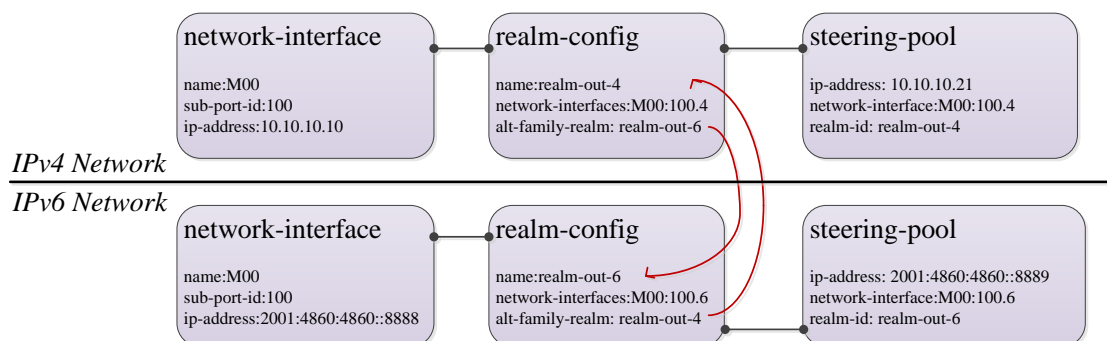 network-interface
name:M00
sub-port-id:100
ip-address:10.10.10.10
realm-config
name:realm-out-4
network-interfaces:M00:100.4
alt-family-realm: realm-out-6
steering-pool
ip-address: 10.10.10.21
network-interface:M00:100.4
realm-id: realm-out-4
IPv4 Network
IPv6 Network
network-interface
name:M00
sub-port-id:100
ip-address:2001:4860:4860::8888
realm-config
name:realm-out-6
network-interfaces:M00:100.6
alt-family-realm: realm-out-4
steering-pool
ip-address: 2001:4860:4860::8889
network-interface:M00:100.6
realm-id: realm-out-6